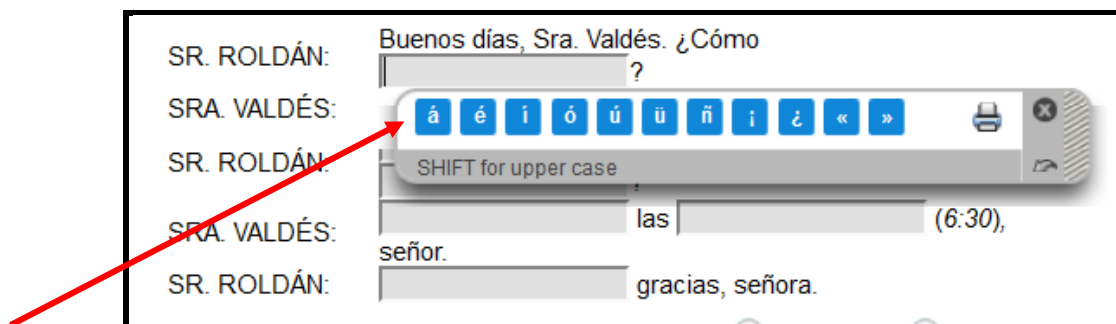 Buenos días, Sra. Valdés. ¿Cómo
SR. ROLDÁN:
?
SRA. VALDÉS:
á é í ó ú ü ñ ¡ ¿ « »
SR. ROLDÁN:
SHIFT for upper case
?
las (6:30),
SRA. VALDÉS:
señor.
SR. ROLDÁN: gracias, señora.